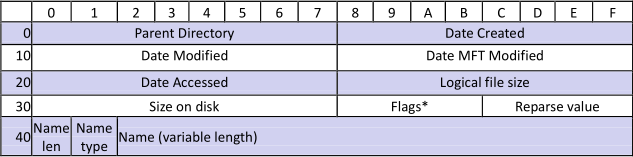 0 1 2 3 4 5 6 7 8 9 A B C D E F
0 Parent Directory Date Created
10 Date Modified Date MFT Modified
20 Date Accessed Logical file size
30 Size on disk Flags* Reparse value
40 Name len Name type Name (variable length)